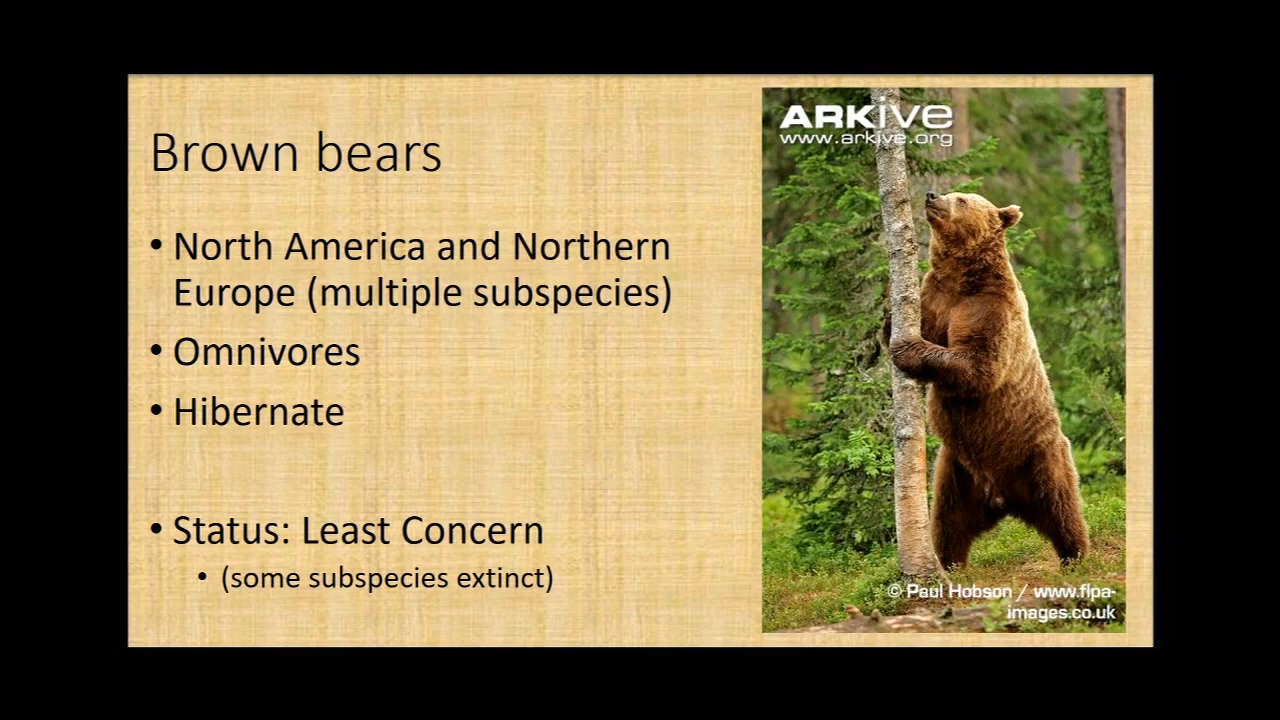 Brown bears
• North America and Northern
Europe (multiple subspecies)
• Omnivores
• Hibernate
• Status: Least Concern
• (some subspecies extinct)
ARKive
www.arkive.org
© Paul Hobson / www.flpa-
images.co.uk